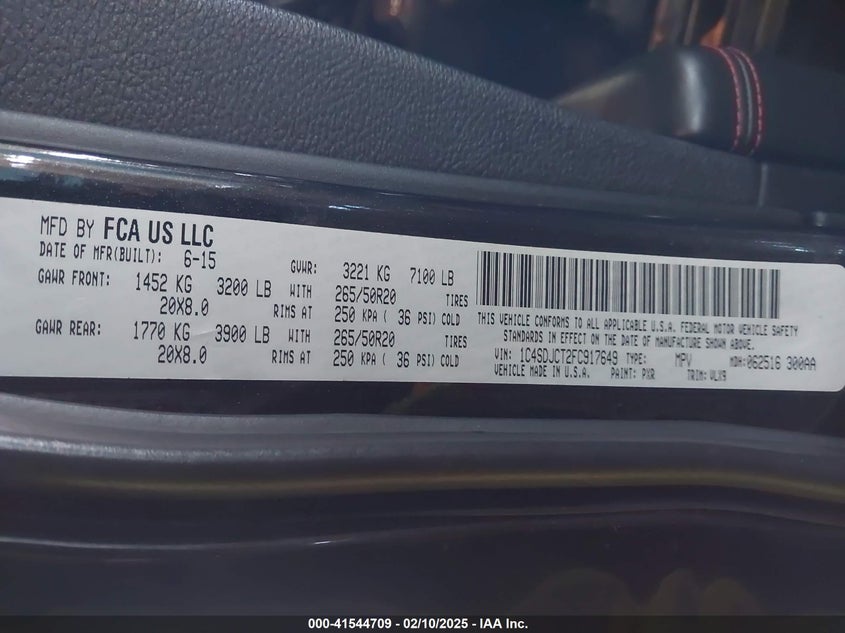 MFD BY FCA US LLC
DATE OF MFR(BUILT): 6-15 GVWR: 3221 KG 7100 LB
GAWR FRONT: 1452 KG 3200 LB WITH 265/50R20 TIRES
20X8.0 RIMS AT 250 KPA ( 36 PSI) COLD
GAWR REAR: 1770 KG 3900 LB WITH 265/50R20 TIRES
20X8.0 RIMS AT 250 KPA ( 36 PSI) COLD
THIS VEHICLE CONFORMS TO ALL APPLICABLE U.S.A. FEDERAL MOTOR VEHICLE SAFETY
STANDARDS IN EFFECT ON THE DATE OF MANUFACTURE SHOWN ABOVE.
VIN: 1C4SDJCT2FC917649 TYPE: MPV MDH:062516 300AA
VEHICLE MADE IN U.S.A. PAINT: PXR TRIM: VLX9
000-41544709 - 02/10/2025 - IAA Inc.